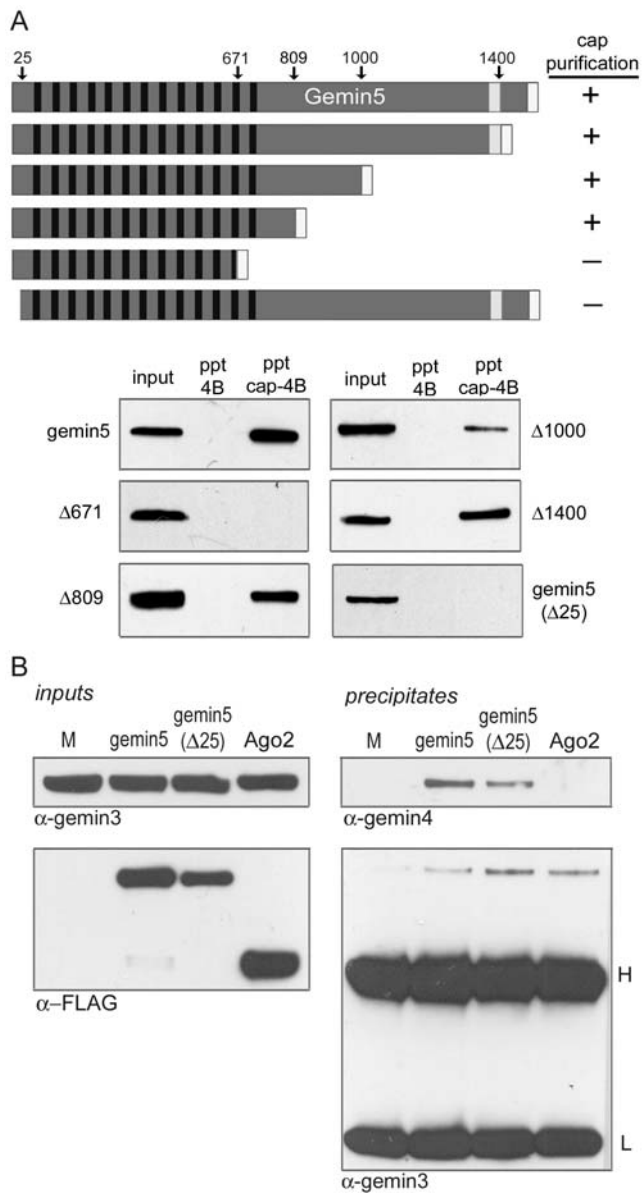 A
25 671 809 1000 1400
cap
purification
Gemin5
+
+
+
+
–
–
input ppt 4B ppt cap-4B
input ppt 4B ppt cap-4B
gemin5
Δ1000
Δ671
Δ1400
Δ809
gemin5
(Δ25)
B
inputs
M gemin5 gemin5 (Δ25) Ago2
α-gemin3
α–FLAG
precipitates
M gemin5 gemin5 (Δ25) Ago2
α-gemin4
H
L
α-gemin3